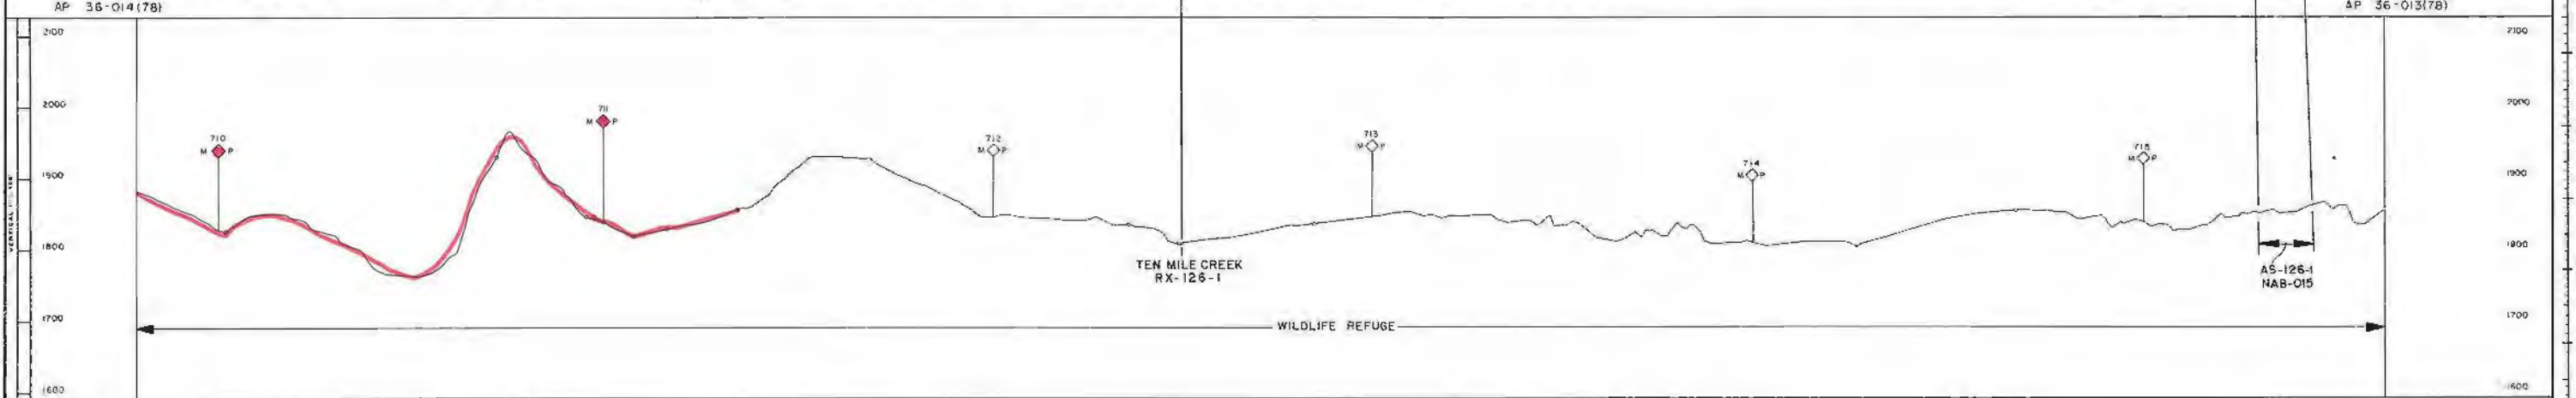 AP 36-014(78)
AP 36-013(78)
2100
2100
2000
2000
711
M P
710
M P
712
M P
713
M P
714
M P
715
M P
1900
1900
1800
1800
TEN MILE CREEK
RX-126-1
AS-126-1
NAB-015
1700
1700
WILDLIFE REFUGE
1600
1600